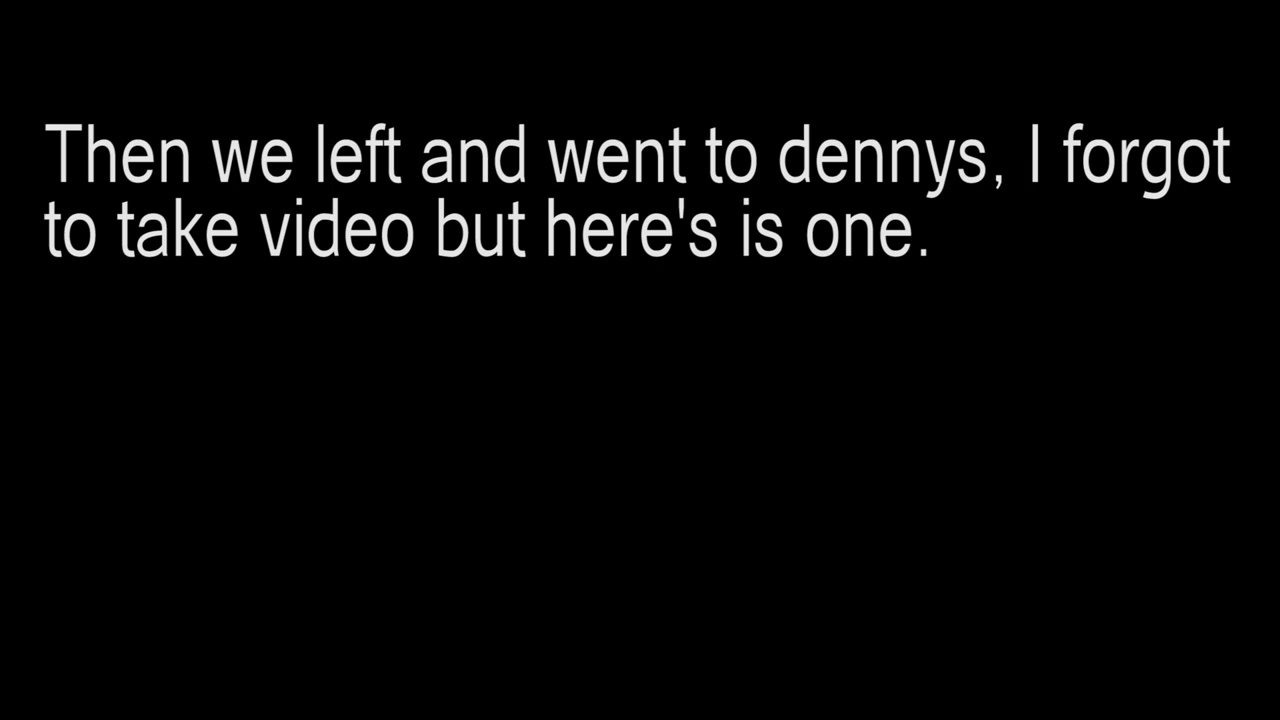 Then we left and went to dennys, I forgot
to take video but here's is one.